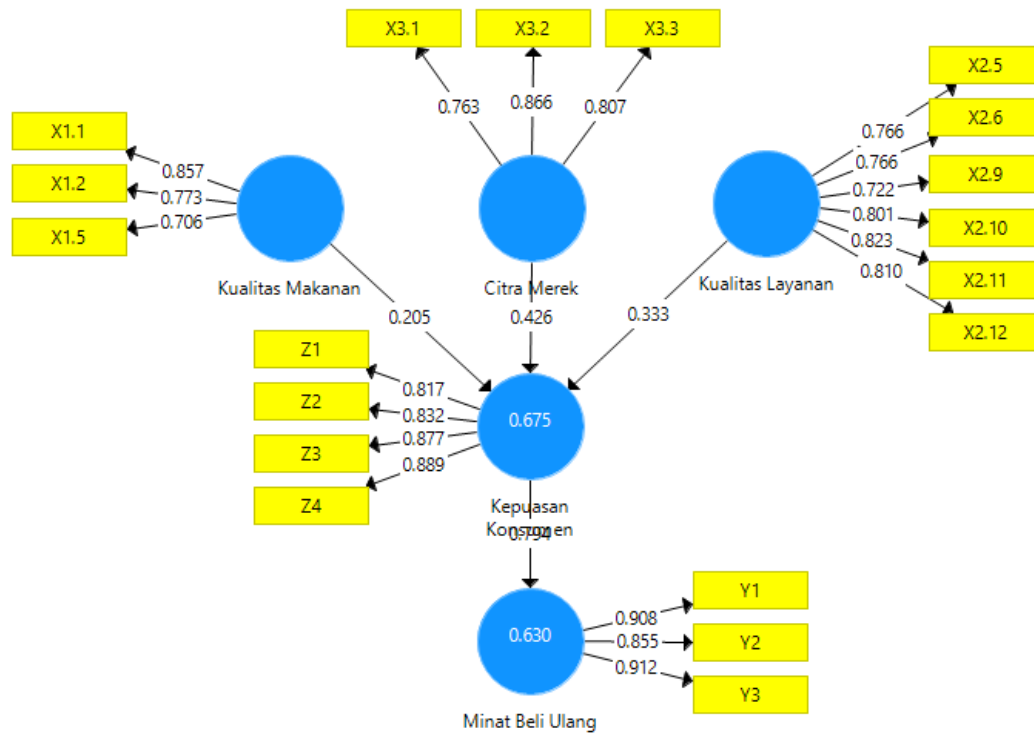 X3.1
X3.2
X3.3
0.763
0.866
0.807
X1.1
X1.2
X1.5
0.857
0.773
0.706
Kualitas Makanan
Citra Merek
Kualitas Layanan
X2.5
X2.6
X2.9
X2.10
X2.11
X2.12
0.766
0.766
0.722
0.801
0.823
0.810
0.205
0.426
0.333
Z1
Z2
Z3
Z4
0.817
0.832
0.877
0.889
0.675
Kepuasan
Konsumen
0.794
0.630
Minat Beli Ulang
0.908
0.855
0.912
Y1
Y2
Y3